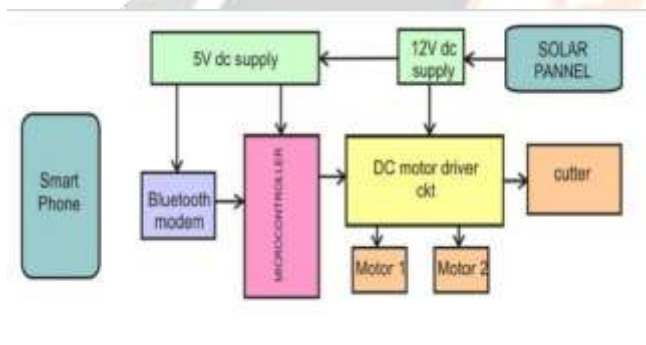 5V dc supply
12V dc
supply
SOLAR
PANNEL
Smart
Phone
Bluetooth
modem
MICROCONTROLLER
DC motor driver
ckt
cutter
Motor 1
Motor 2